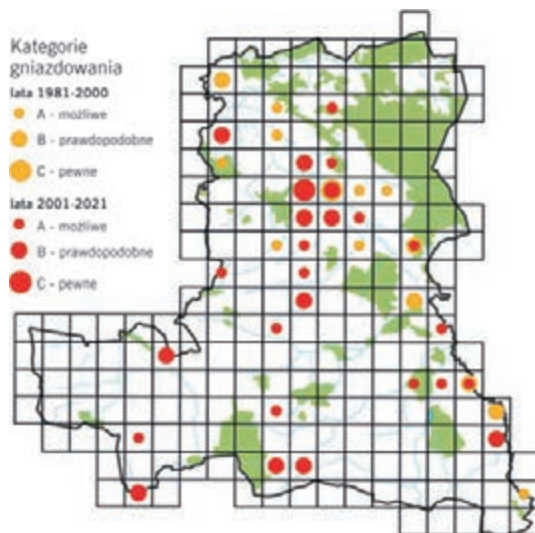 Kategorie
gniazdowania
lata 1981-2000
A - możliwe
B - prawdopodobne
C - pewne
lata 2001-2021
A - możliwe
B - prawdopodobne
C - pewne